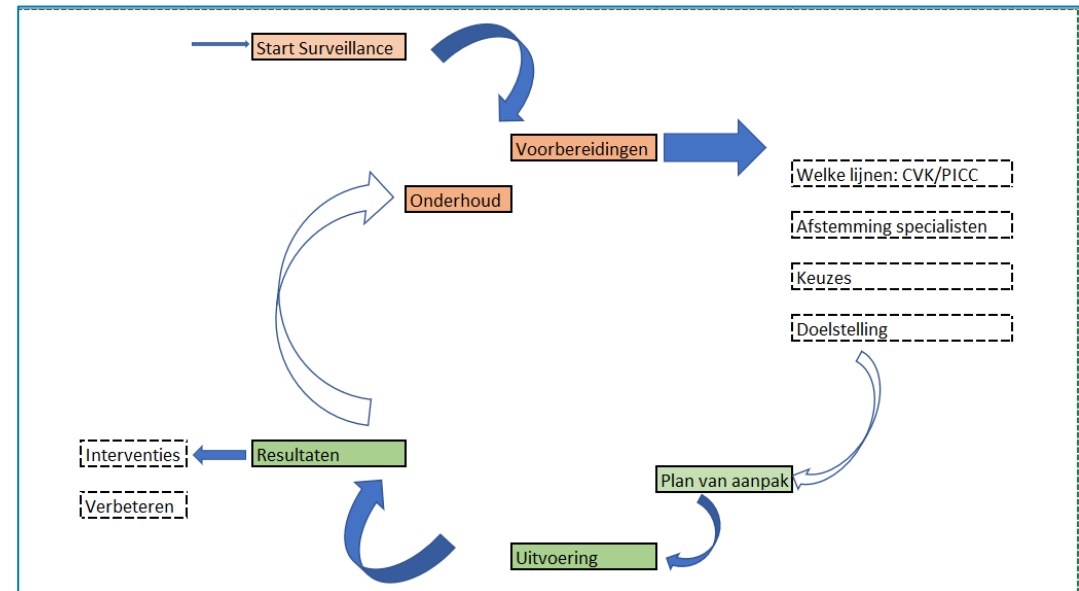 Start Surveillance
Voorbereidingen
Welke lijnen: CVK/PICC
Onderhoud
Afstemming specialisten
Keuzes
Doelstelling
Interventies
Resultaten
Plan van aanpak
Verbeteren
Uitvoering